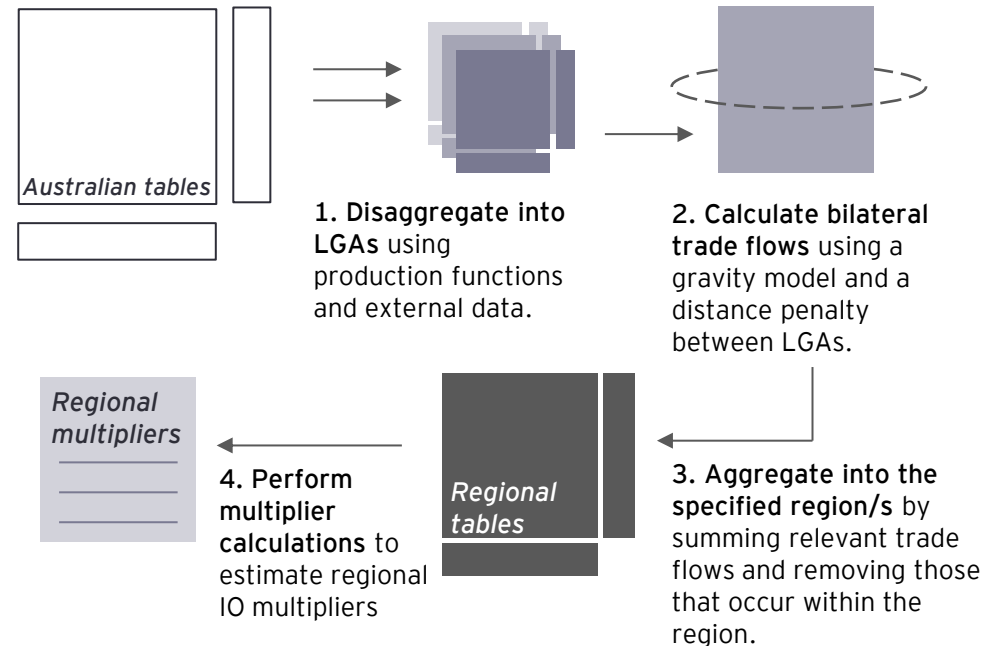 Australian tables
1. Disaggregate into
LGAs using
production functions
and external data.
2. Calculate bilateral
trade flows using a
gravity model and a
distance penalty
between LGAs.
3. Aggregate into the
specified region/s by
summing relevant trade
flows and removing those
that occur within the
region.
Regional
tables
4. Perform
multiplier
calculations to
estimate regional
IO multipliers
Regional
multipliers